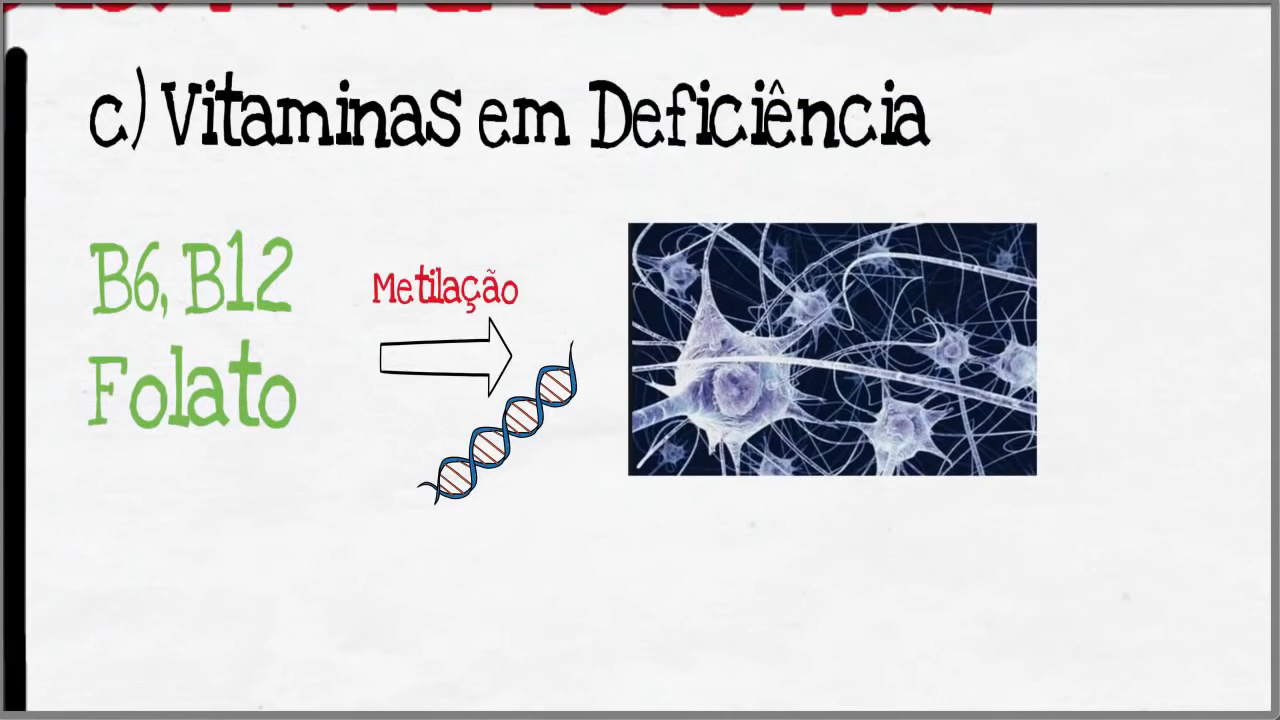 c) Vitaminas em Deficiência
B6, B12
Folato
Metilação